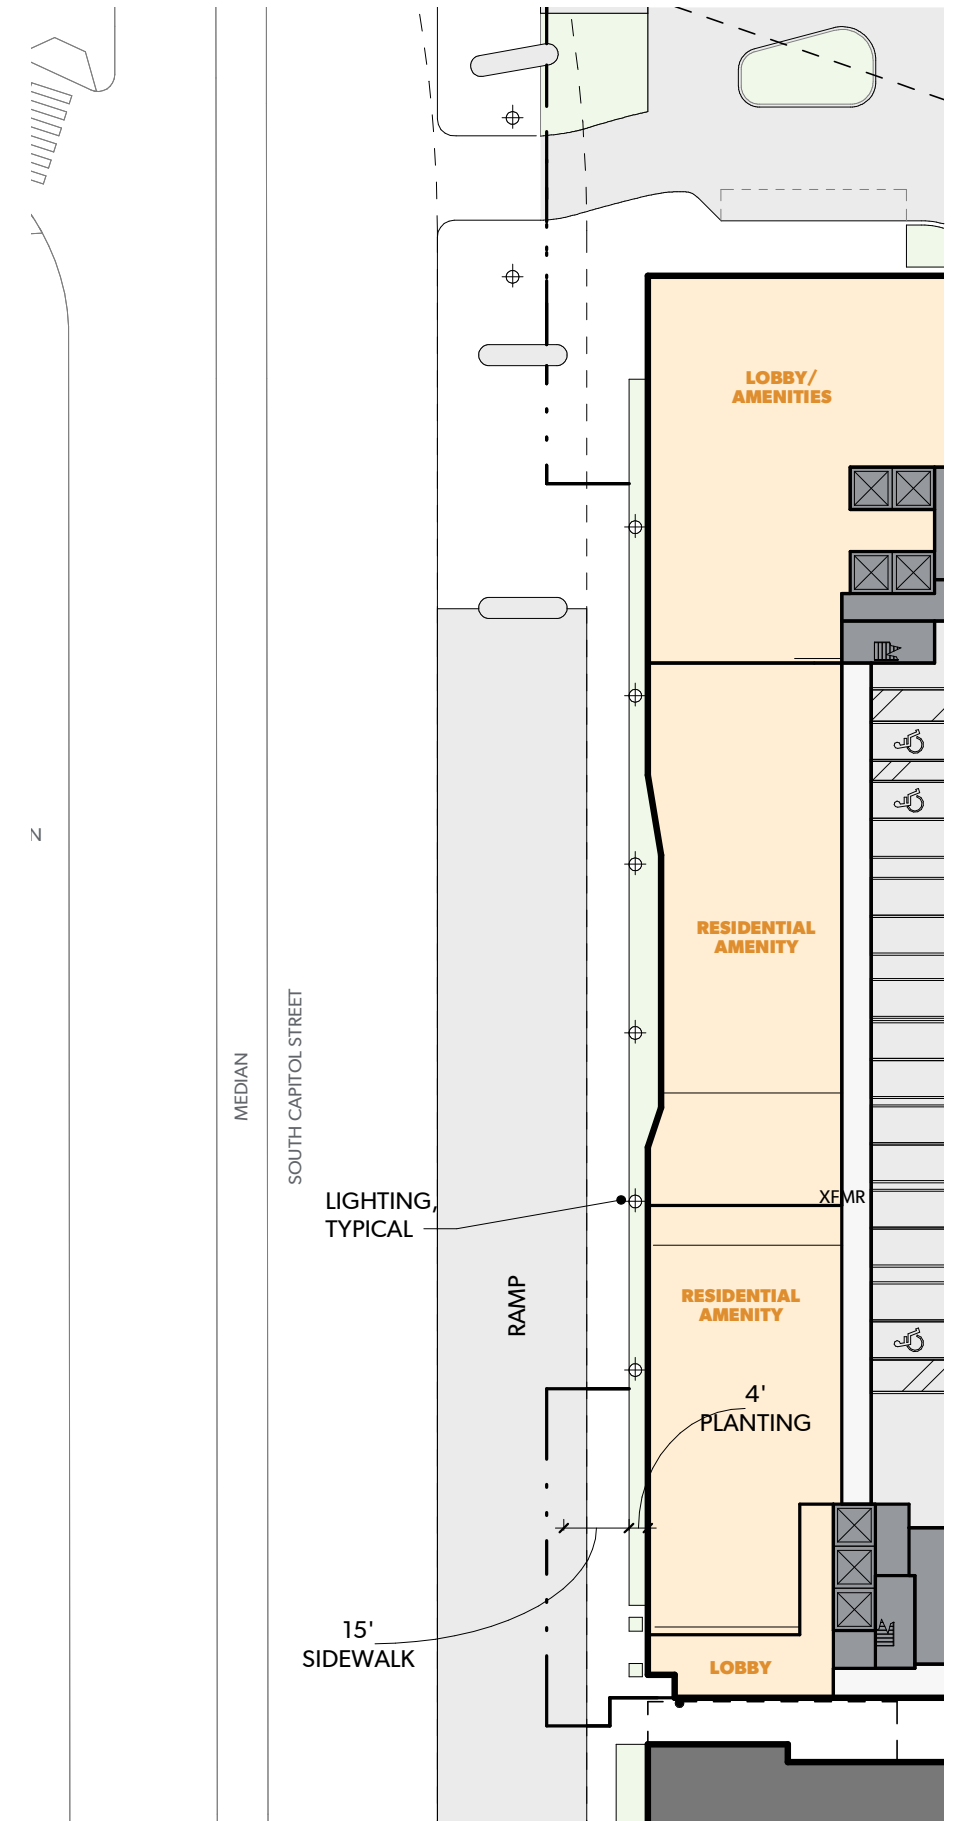 LOBBY/
AMENITIES
RESIDENTIAL
AMENITY
MEDIAN
SOUTH CAPITOL STREET
LIGHTING,
TYPICAL
XFMR
RAMP
RESIDENTIAL
AMENITY
4'
PLANTING
15'
SIDEWALK
LOBBY